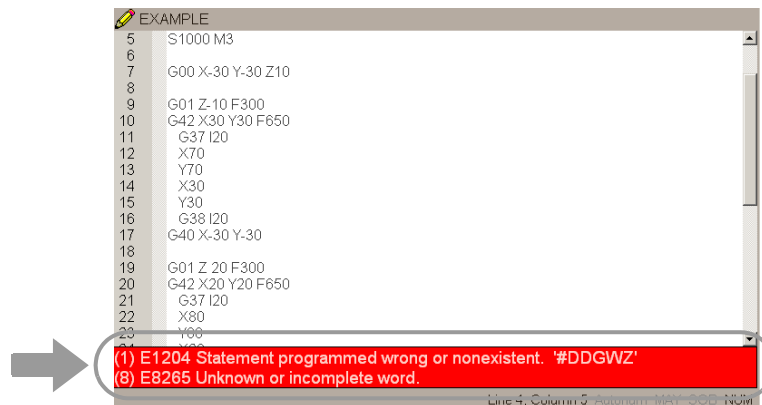 EXAMPLE
5 S1000 M3
6
7 G00 X-30 Y-30 Z10
8
9 G01 Z-10 F300
10 G42 X30 Y30 F650
11 G37 I20
12 X70
13 Y70
14 X30
15 Y30
16 G38 I20
17 G40 X-30 Y-30
18
19 G01 Z 20 F300
20 G42 X20 Y20 F650
21 G37 I20
22 X80
23
(1) E1204 Statement programmed wrong or nonexistent. '#DDGWZ'
(8) E8265 Unknown or incomplete word.
Line 4, Column 5 NUM